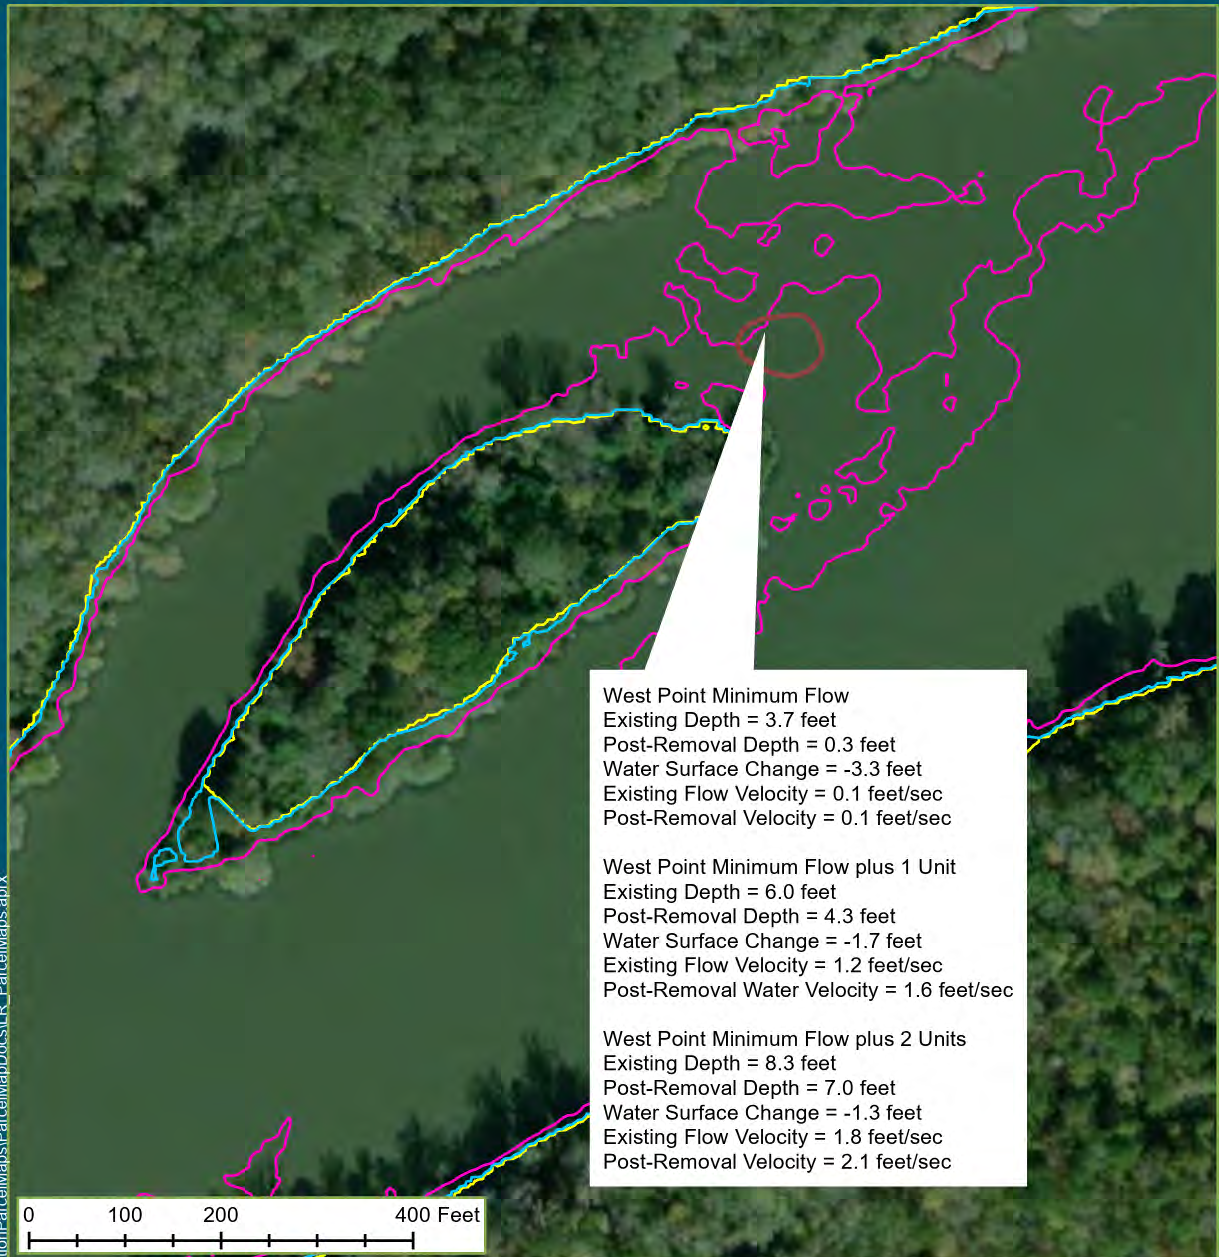 West Point Minimum Flow
Existing Depth = 3.7 feet
Post-Removal Depth = 0.3 feet
Water Surface Change = -3.3 feet
Existing Flow Velocity = 0.1 feet/sec
Post-Removal Velocity = 0.1 feet/sec
West Point Minimum Flow plus 1 Unit
Existing Depth = 6.0 feet
Post-Removal Depth = 4.3 feet
Water Surface Change = -1.7 feet
Existing Flow Velocity = 1.2 feet/sec
Post-Removal Water Velocity = 1.6 feet/sec
West Point Minimum Flow plus 2 Units
Existing Depth = 8.3 feet
Post-Removal Depth = 7.0 feet
Water Surface Change = -1.3 feet
Existing Flow Velocity = 1.8 feet/sec
Post-Removal Velocity = 2.1 feet/sec
0 100 200 400 Feet